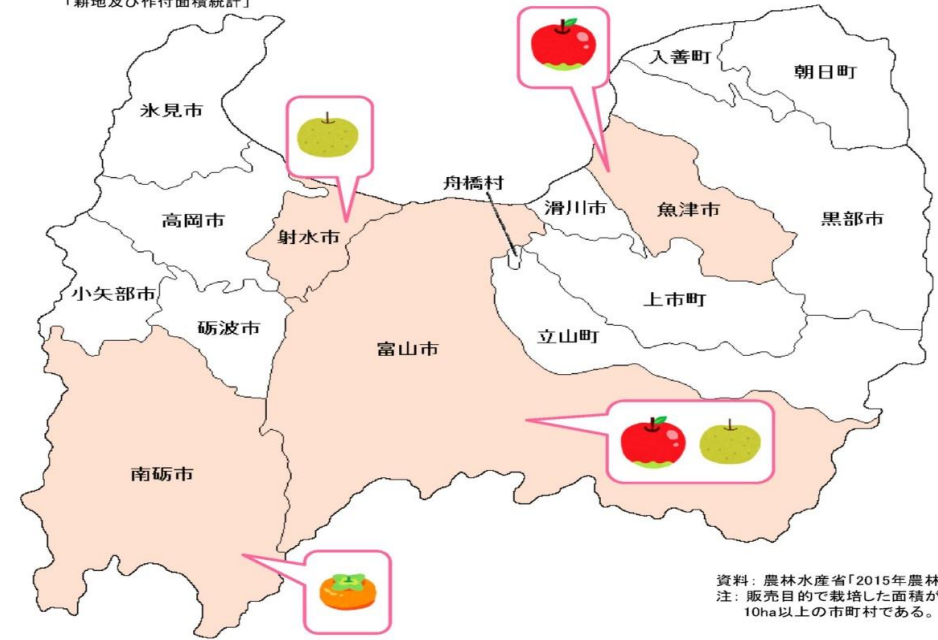 「耕地及び作付面積統計」
入善町
朝日町
氷見市
舟橋村
滑川市
魚津市
黒部市
高岡市
射水市
小矢部市
砺波市
上市町
立山町
富山市
南砺市
資料：農林水産省「2015年農林
注：販売目的で栽培した面積が
10ha以上の市町村である。